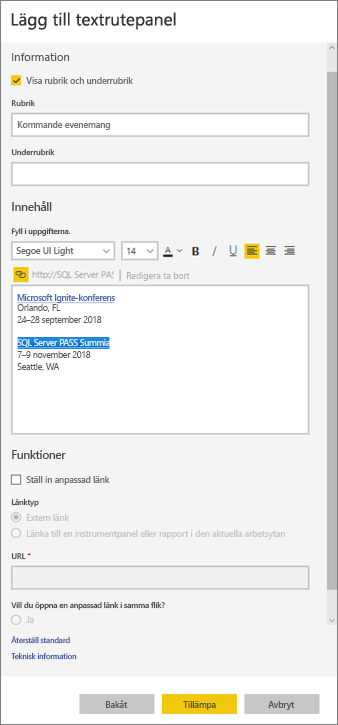 Lägg till textrutepanel
Information
Visa rubrik och underrubrik
Rubrik
Kommande evenemang
Underrubrik
Innehåll
Fyll i uppgifterna.
Segoe UI Light 14 A B I U
http://SQL Server PAS | Redigera ta bort
Microsoft Ignite-konferens
Orlando, FL
24–28 september 2018
SQL Server PASS Summia
7–9 november 2018
Seattle, WA
Funktioner
Ställ in anpassad länk
Länktyp
Extern länk
Länka till en instrumentpanel eller rapport i den aktuella arbetsytan
URL *
Vill du öppna en anpassad länk i samma flik?
Ja
Återställ standard
Teknisk information
Bakåt Tillämpa Avbryt